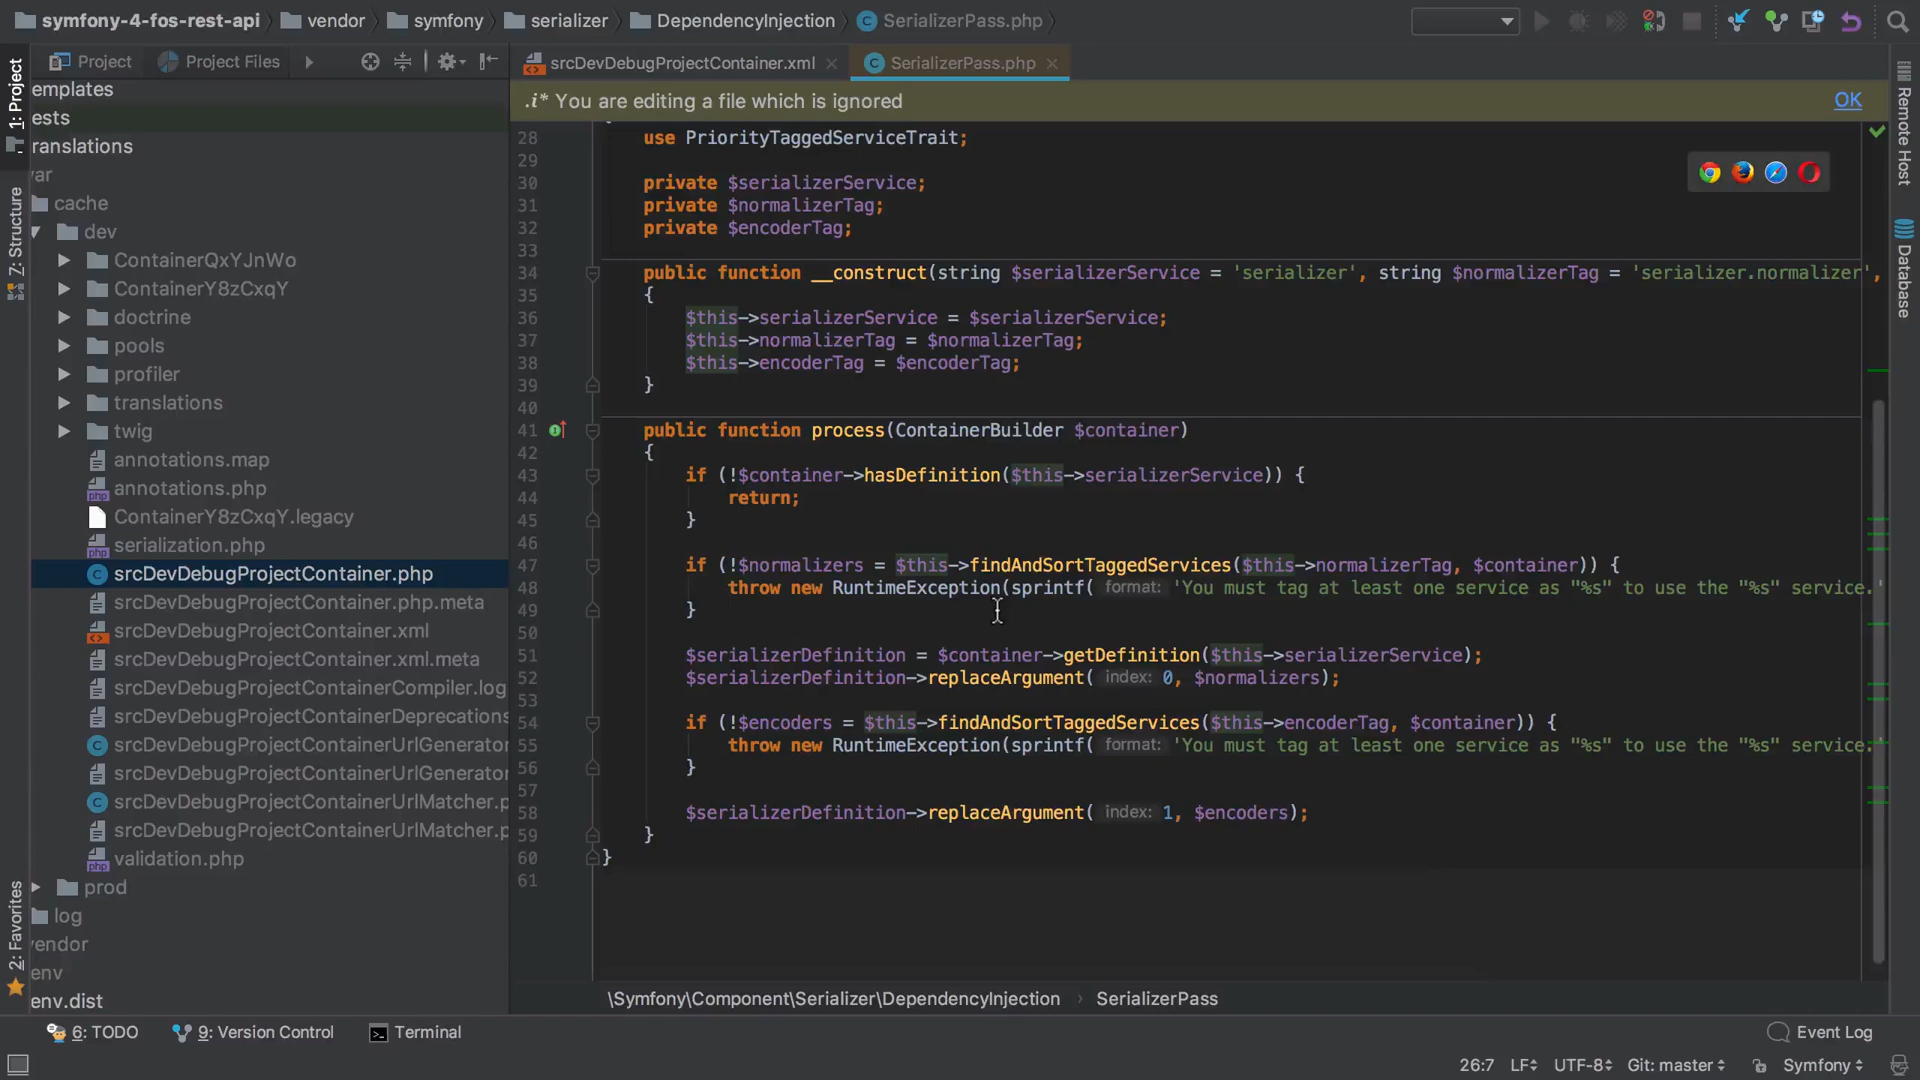 symfony-4-fos-rest-api
vendor
symfony
serializer
DependencyInjection
SerializerPass.php
Project
Project Files
srcDevDebugProjectContainer.xml
SerializerPass.php
.i* You are editing a file which is ignored
OK
1: Project
7: Structure
2: Favorites
Remote Host
Database
emplates
ests
ranslations
ar
cache
dev
ContainerQxYJnWo
ContainerY8zCxqY
doctrine
pools
profiler
translations
twig
annotations.map
annotations.php
ContainerY8zCxqY.legacy
serialization.php
srcDevDebugProjectContainer.php
srcDevDebugProjectContainer.php.meta
srcDevDebugProjectContainer.xml
srcDevDebugProjectContainer.xml.meta
srcDevDebugProjectContainerCompiler.log
srcDevDebugProjectContainerDeprecations
srcDevDebugProjectContainerUrlGenerator
srcDevDebugProjectContainerUrlGenerator
srcDevDebugProjectContainerUrlMatcher.p
srcDevDebugProjectContainerUrlMatcher.p
validation.php
prod
log
vendor
env
env.dist
28 use PriorityTaggedServiceTrait;
29
30 private $serializerService;
31 private $normalizerTag;
32 private $encoderTag;
33
34 public function __construct(string $serializerService = 'serializer', string $normalizerTag = 'serializer.normalizer',
35 {
36 $this->serializerService = $serializerService;
37 $this->normalizerTag = $normalizerTag;
38 $this->encoderTag = $encoderTag;
39 }
40
41 public function process(ContainerBuilder $container)
42 {
43 if (!$container->hasDefinition($this->serializerService)) {
44 return;
45 }
46
47 if (!$normalizers = $this->findAndSortTaggedServices($this->normalizerTag, $container)) {
48 throw new RuntimeException(sprintf( format: 'You must tag at least one service as "%s" to use the "%s" service.'
49 }
50
51 $serializerDefinition = $container->getDefinition($this->serializerService);
52 $serializerDefinition->replaceArgument( index: 0, $normalizers);
53
54 if (!$encoders = $this->findAndSortTaggedServices($this->encoderTag, $container)) {
55 throw new RuntimeException(sprintf( format: 'You must tag at least one service as "%s" to use the "%s" service.
56 }
57
58 $serializerDefinition->replaceArgument( index: 1, $encoders);
59 }
60 }
61
\Symfony\Component\Serializer\DependencyInjection › SerializerPass
6: TODO
9: Version Control
Terminal
Event Log
26:7
LF
UTF-8
Git: master
Symfony